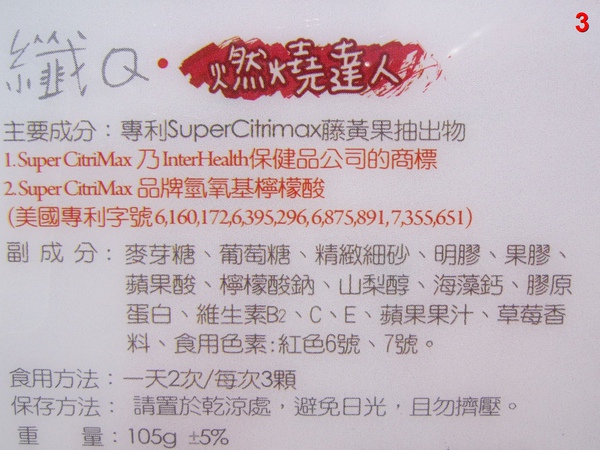 3
纖Q·燃燒達人
主要成分：專利SuperCitrimax藤黃果抽出物
1.Super CitriMax 乃 InterHealth保健品公司的商標
2.Super CitriMax 品牌氫氧基檸檬酸
（美國專利字號6,160,172,6,395,296, 6,875,891, 7,355,651）
副成分：麥芽糖、葡萄糖、精緻細砂、明膠、果膠、
蘋果酸、檸檬酸鈉、山梨醇、海藻鈣、膠原
蛋白、維生素B2、C、E、蘋果果汁、草莓香
料、食用色素:紅色6號、7號。
食用方法：一天2次/每次3顆
保存方法： 請置於乾涼處，避免日光，且勿擠壓。
重 量：105g ±5%